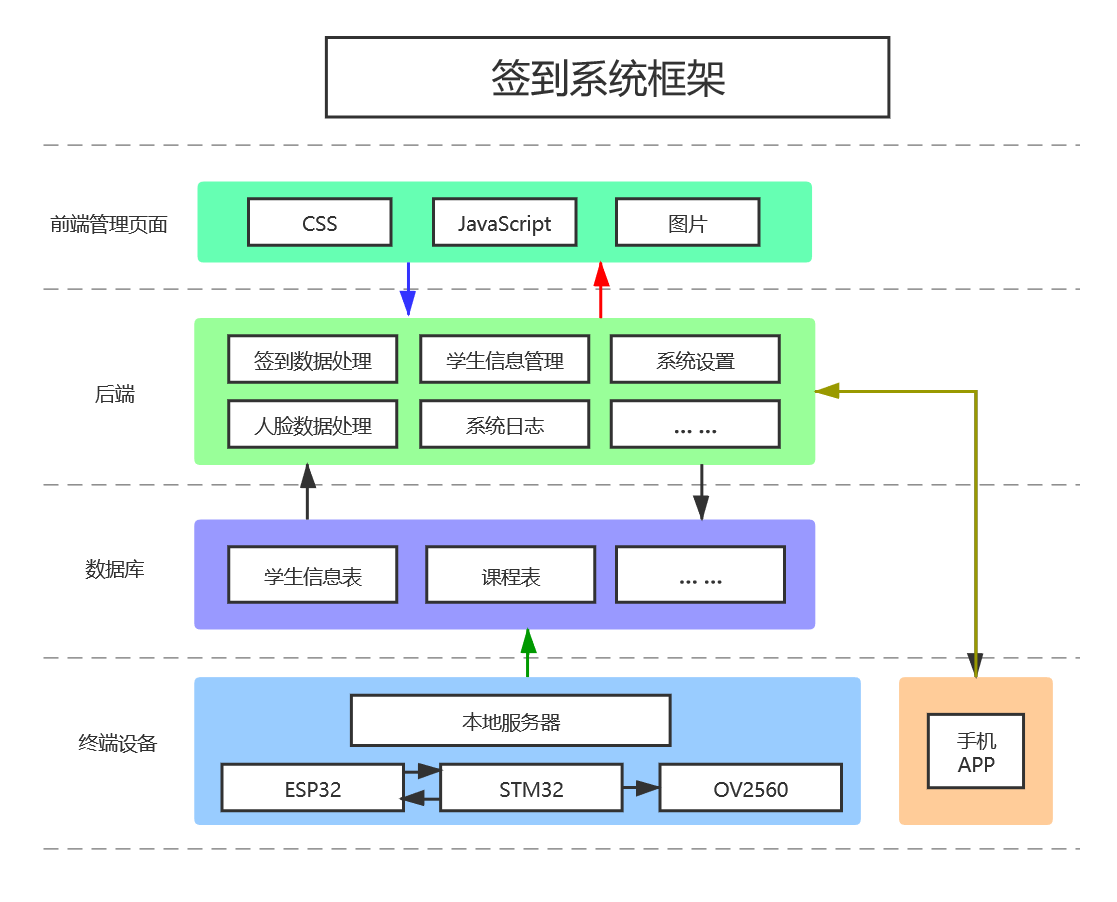 签到系统框架
前端管理页面
CSS
JavaScript
图片
后端
签到数据处理
学生信息管理
系统设置
人脸数据处理
系统日志
... ...
数据库
学生信息表
课程表
... ...
终端设备
本地服务器
ESP32
STM32
OV2560
手机
APP